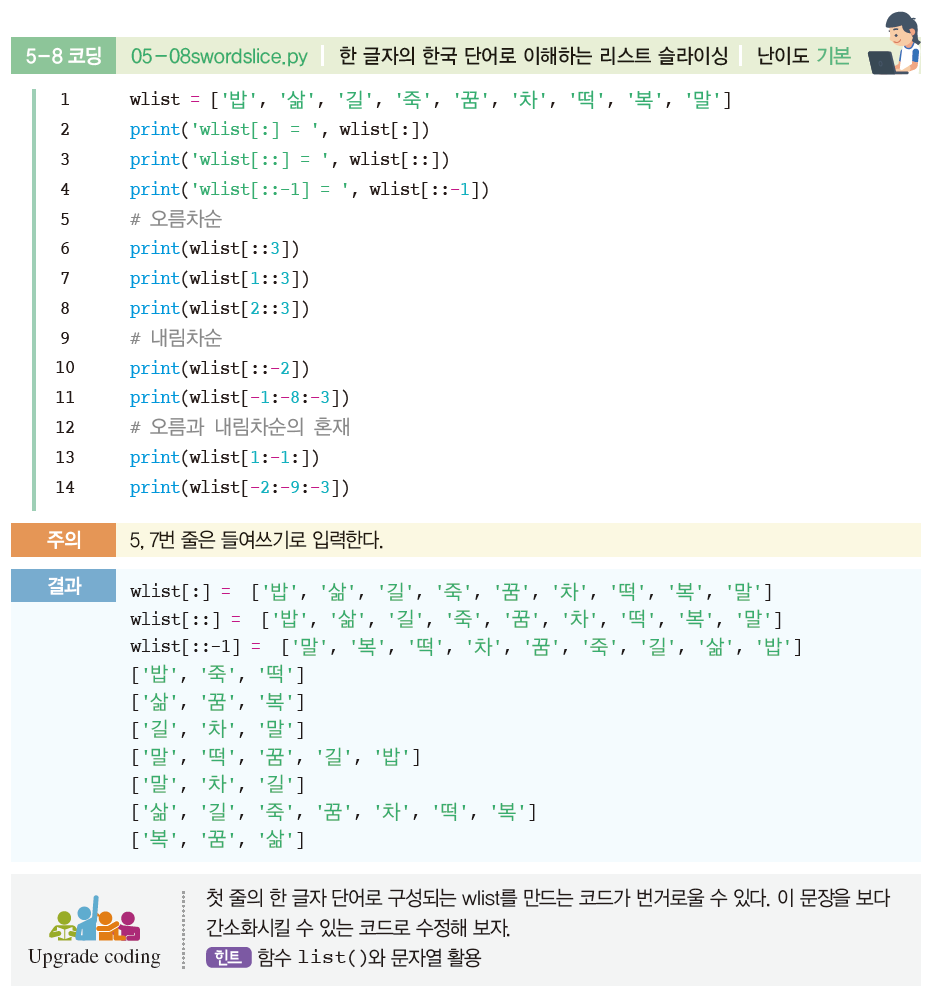 5-8 코딩 05-08swordslice.py 한 글자의 한국 단어로 이해하는 리스트 슬라이싱 난이도 기본
1 wlist = ['밥', '삶', '길', '죽', '꿈', '차', '떡', '복', '말']
2 print('wlist[:] = ', wlist[:])
3 print('wlist[::] = ', wlist[::])
4 print('wlist[::-1] = ', wlist[::-1])
5 # 오름차순
6 print(wlist[::3])
7 print(wlist[1::3])
8 print(wlist[2::3])
9 # 내림차순
10 print(wlist[::-2])
11 print(wlist[-1:-8:-3])
12 # 오름과 내림차순의 혼재
13 print(wlist[1:-1:])
14 print(wlist[-2:-9:-3])
주의 5, 7번 줄은 들여쓰기로 입력한다.
결과 wlist[:] =  ['밥', '삶', '길', '죽', '꿈', '차', '떡', '복', '말']
wlist[::] =  ['밥', '삶', '길', '죽', '꿈', '차', '떡', '복', '말']
wlist[::-1] =  ['말', '복', '떡', '차', '꿈', '죽', '길', '삶', '밥']
['밥', '죽', '떡']
['삶', '꿈', '복']
['길', '차', '말']
['말', '떡', '꿈', '길', '밥']
['말', '차', '길']
['삶', '길', '죽', '꿈', '차', '떡', '복']
['복', '꿈', '삶']
첫 줄의 한 글자 단어로 구성되는 wlist를 만드는 코드가 번거로울 수 있다. 이 문장을 보다
간소화시킬 수 있는 코드로 수정해 보자.
Upgrade coding 힌트 함수 list()와 문자열 활용